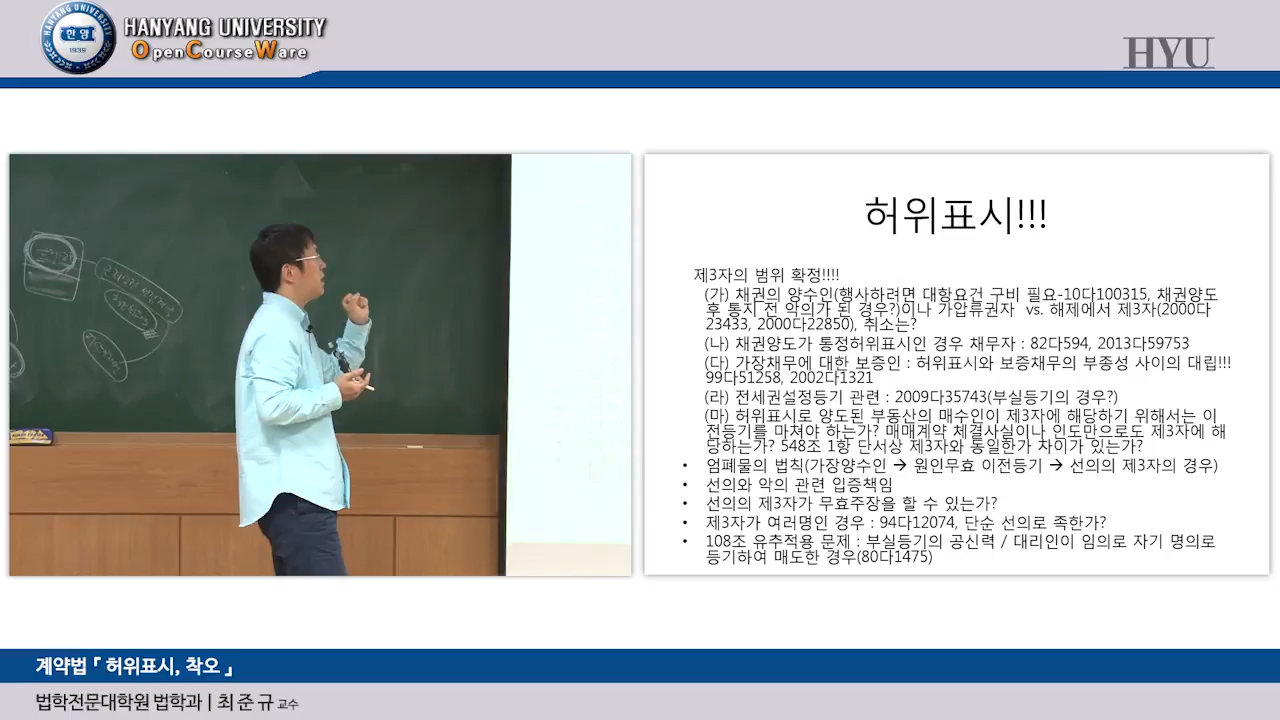 HANYANG UNIVERSITY
OpenCourseWare
HANYANG UNIVERSITY
한양
1939
HYU
허위표시!!!
제3자의 범위 확정!!!!
(가) 채권의 양수인(행사하려면 대항요건 구비 필요-10다100315, 채권양도
후 통지 전 악의가 된 경우?)이나 가압류권자 vs. 해제에서 제3자(2000다
23433, 2000다22850), 취소는?
(나) 채권양도가 통정허위표시인 경우 채무자 : 82다594, 2013다59753
(다) 가장채무에 대한 보증인 : 허위표시와 보증채무의 부종성 사이의 대립!!!
99다51258, 2002다1321
(라) 전세권설정등기 관련 : 2009다35743(부실등기의 경우?)
(마) 허위표시로 양도된 부동산의 매수인이 제3자에 해당하기 위해서는 이
전등기를 마쳐야 하는가? 매매계약 체결사실이나 인도만으로도 제3자에 해
당하는가? 548조 1항 단서상 제3자와 동일한가 차이가 있는가?
• 엄폐물의 법칙(가장양수인 → 원인무효 이전등기 → 선의의 제3자의 경우)
• 선의와 악의 관련 입증책임
• 선의의 제3자가 무효주장을 할 수 있는가?
• 제3자가 여러명인 경우 : 94다12074, 단순 선의로 족한가?
• 108조 유추적용 문제 : 부실등기의 공신력 / 대리인이 임의로 자기 명의로
등기하여 매도한 경우(80다1475)
계약법 『 허위표시, 착오 』
법학전문대학원 법학과 | 최 준 규 교수